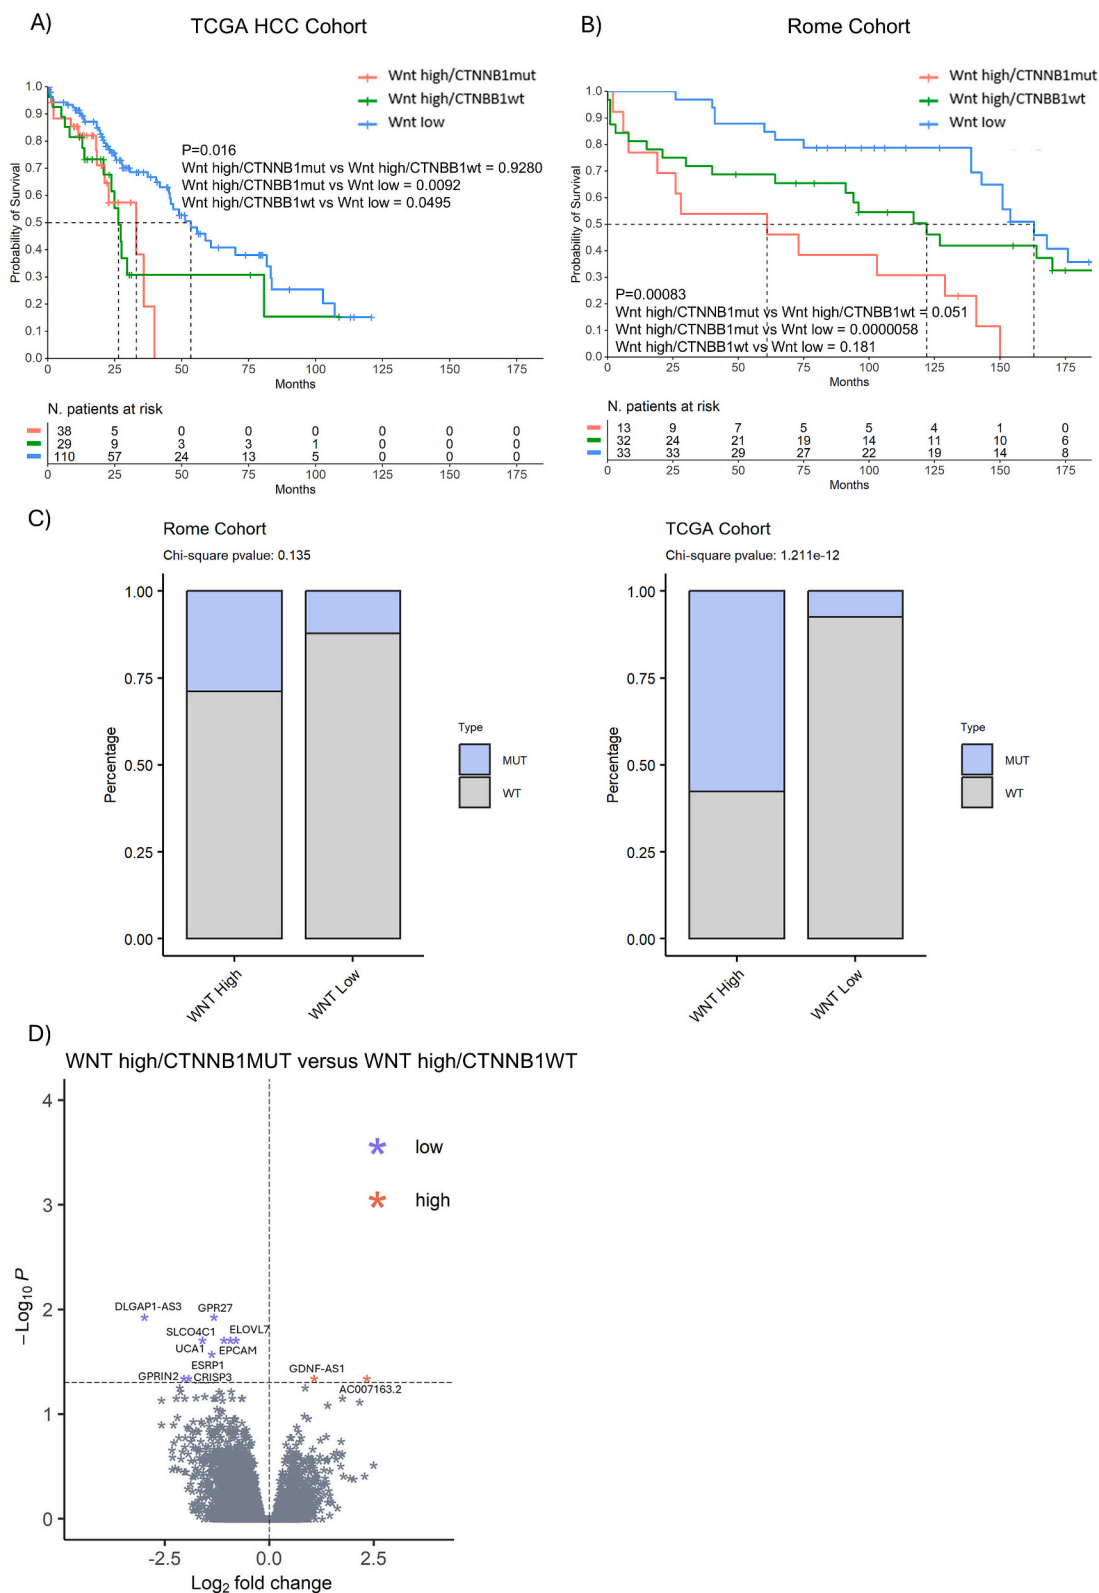 A)
TCGA HCC Cohort
Wnt high/CTNNB1mut
Wnt high/CTNBB1wt
Wnt low
P=0.016
Wnt high/CTNNB1mut vs Wnt high/CTNBB1wt = 0.9280
Wnt high/CTNNB1mut vs Wnt low = 0.0092
Wnt high/CTNBB1wt vs Wnt low = 0.0495
Probability of Survival
1.0
0.9
0.8
0.7
0.6
0.5
0.4
0.3
0.2
0.1
0.0
0 25 50 75 100 125 150 175
Months
N. patients at risk
38 5 0 0 0 0 0 0
29 9 3 3 1 0 0 0
110 57 24 13 5 0 0 0
0 25 50 75 100 125 150 175
Months
B)
Rome Cohort
Wnt high/CTNNB1mut
Wnt high/CTNBB1wt
Wnt low
Probability of Survival
1.0
0.9
0.8
0.7
0.6
0.5
0.4
0.3
0.2
0.1
0.0
P=0.00083
Wnt high/CTNNB1mut vs Wnt high/CTNBB1wt = 0.051
Wnt high/CTNBB1mut vs Wnt low = 0.0000058
Wnt high/CTNBB1wt vs Wnt low = 0.181
0 25 50 75 100 125 150 175
Months
N. patients at risk
13 9 7 5 5 4 1 0
32 24 21 19 14 11 10 6
33 33 29 27 22 19 14 8
0 25 50 75 100 125 150 175
Months
C)
Rome Cohort
Chi-square pvalue: 0.135
Percentage
1.00
0.75
0.50
0.25
0.00
WNT High
WNT Low
Type
MUT
WT
TCGA Cohort
Chi-square pvalue: 1.211e-12
Percentage
1.00
0.75
0.50
0.25
0.00
WNT High
WNT Low
Type
MUT
WT
D)
WNT high/CTNNB1MUT versus WNT high/CTNNB1WT
low
high
−Log10 P
4
3
2
1
0
DLGAP1-AS3
GPR27
SLCO4C1
ELOVL7
UCA1
EPCAM
ESRP1
GPRIN2
CRISP3
GDNF-AS1
AC007163.2
-2.5 0.0 2.5
Log2 fold change